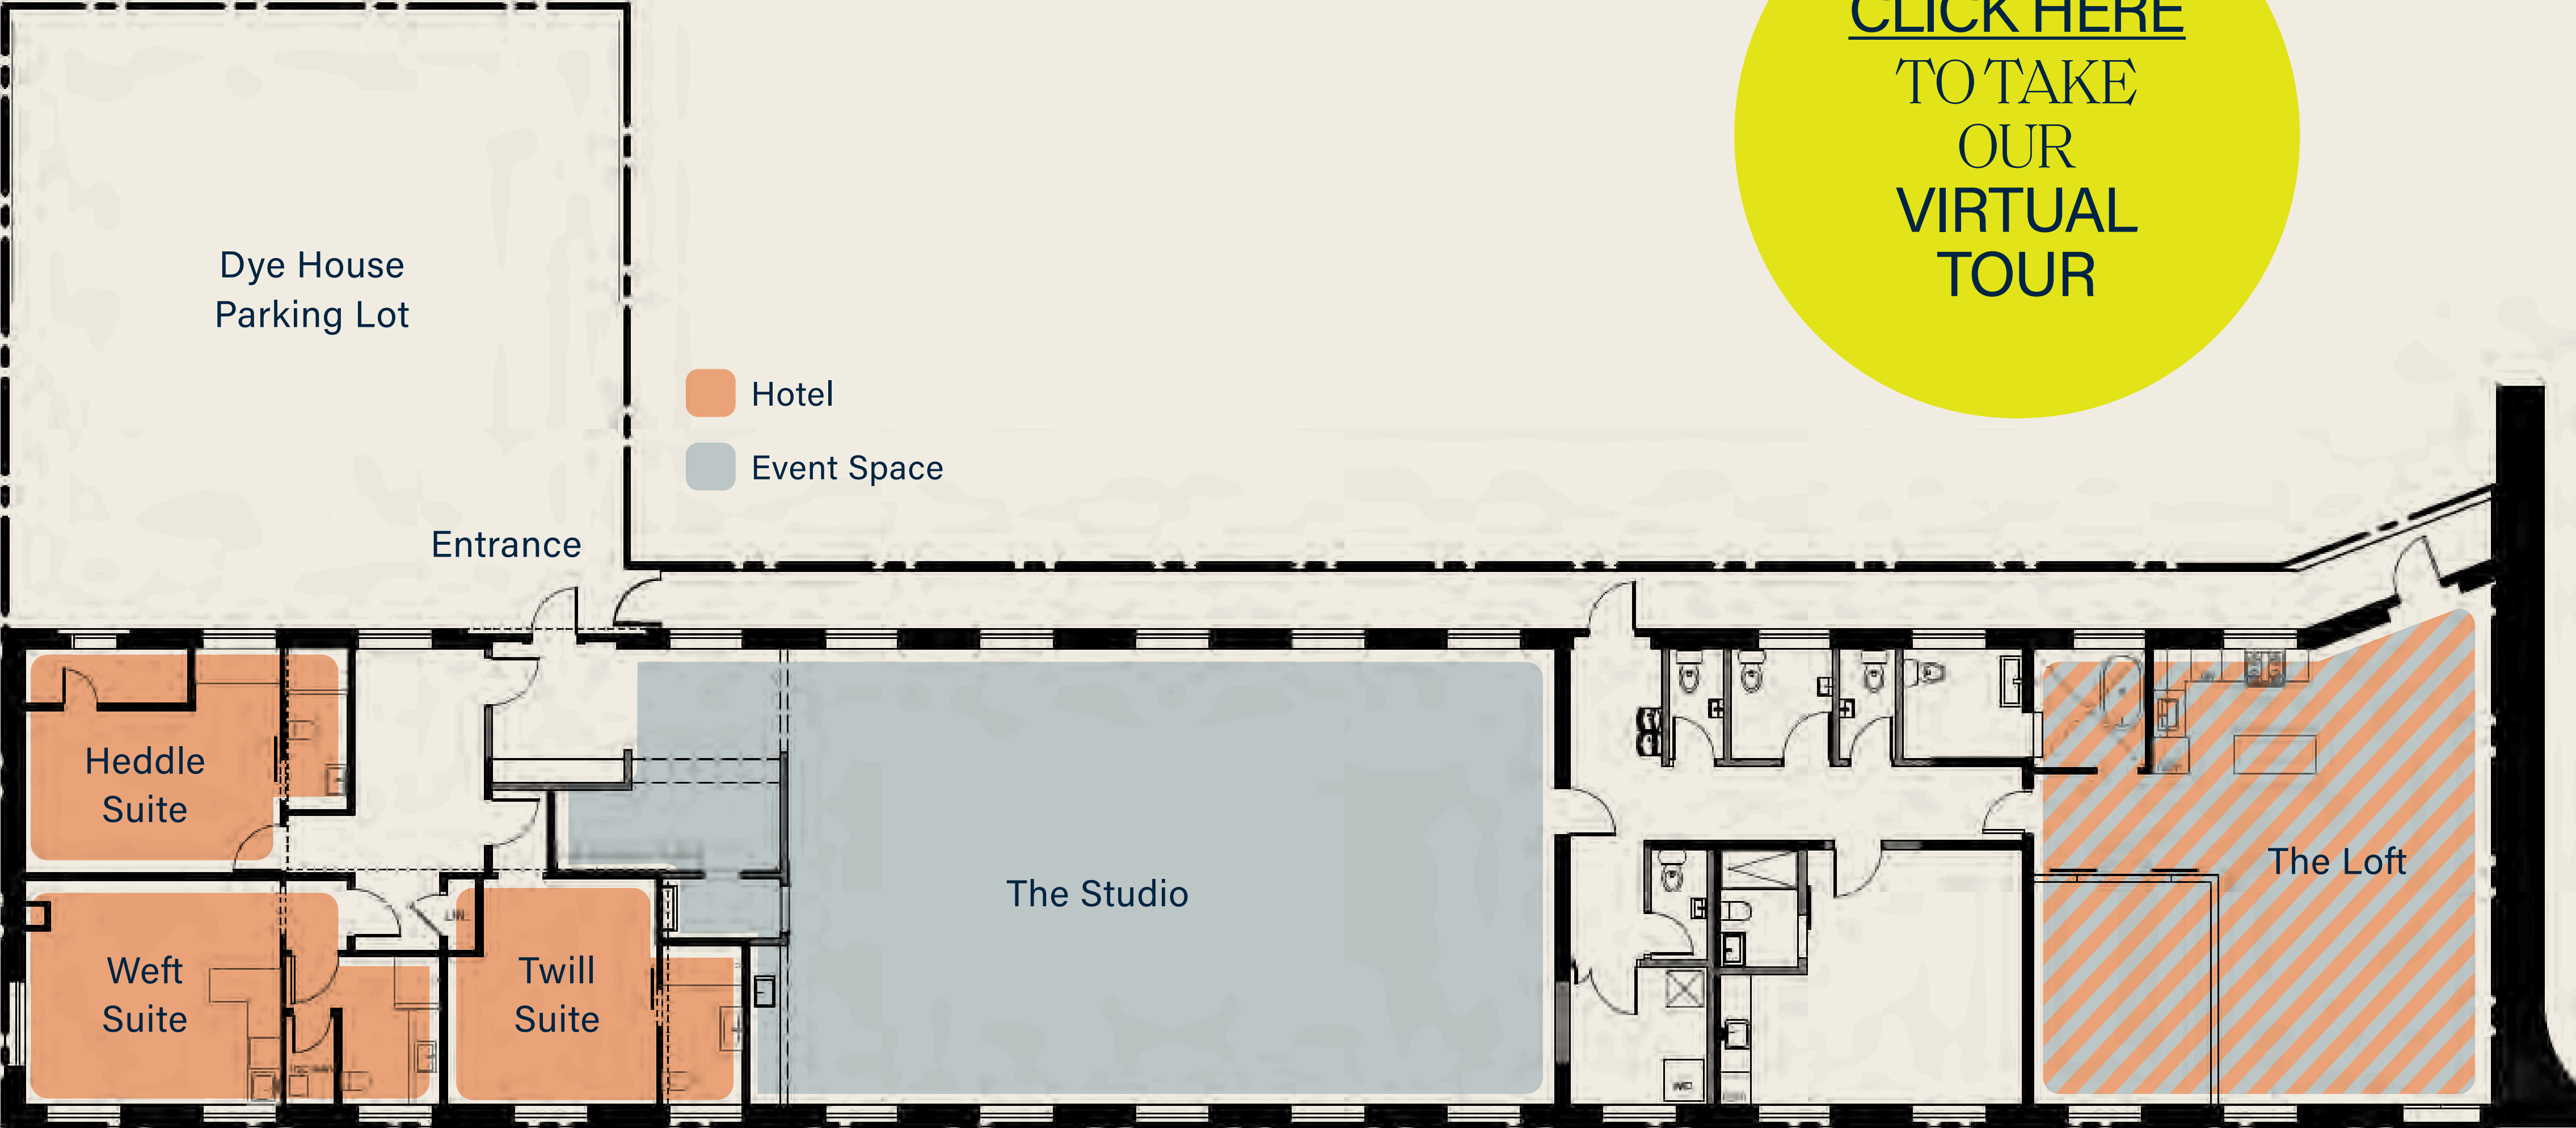 CLICK HERE
TO TAKE
OUR
VIRTUAL
TOUR
Dye House
Parking Lot
Hotel
Event Space
Entrance
Heddle
Suite
Weft
Suite
Twill
Suite
The Studio
The Loft